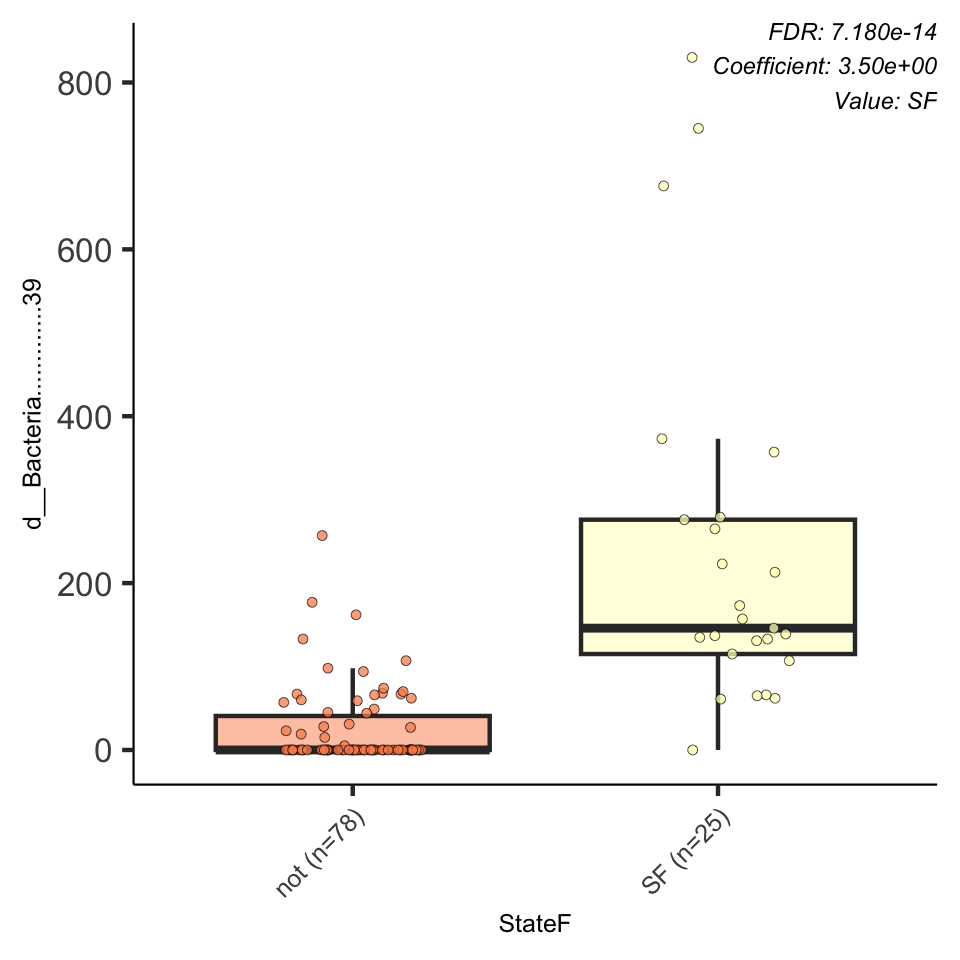 FDR: 7.180e-14
Coefficient: 3.50e+00
Value: SF
800
600
400
200
0
d__Bacteria.............39
not (n=78)
SF (n=25)
StateF